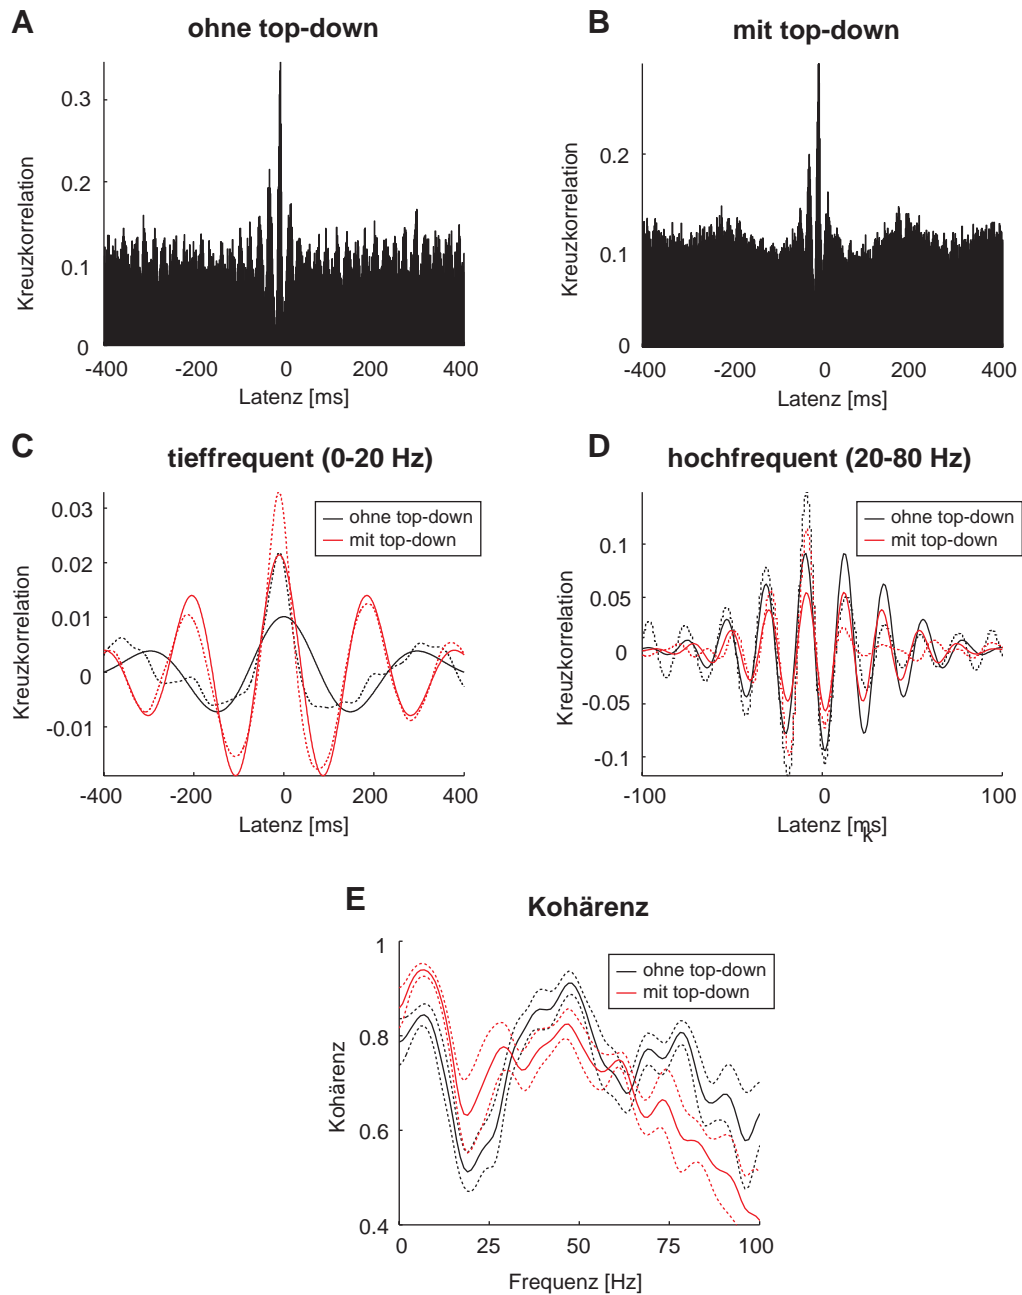 A
ohne top-down
Kreuzkorrelation
0.3
0.2
0.1
0
-400
-200
0
200
400
Latenz [ms]
B
mit top-down
Kreuzkorrelation
0.2
0.1
0
-400
-200
0
200
400
Latenz [ms]
C
tieffrequent (0-20 Hz)
ohne top-down
mit top-down
Kreuzkorrelation
0.03
0.02
0.01
0
-0.01
-400
-200
0
200
400
Latenz [ms]
D
hochfrequent (20-80 Hz)
ohne top-down
mit top-down
Kreuzkorrelation
0.1
0.05
0
-0.05
-0.1
-100
0
100
Latenz [ms]
k
E
Kohärenz
ohne top-down
mit top-down
Kohärenz
1
0.8
0.6
0.4
0
25
50
75
100
Frequenz [Hz]